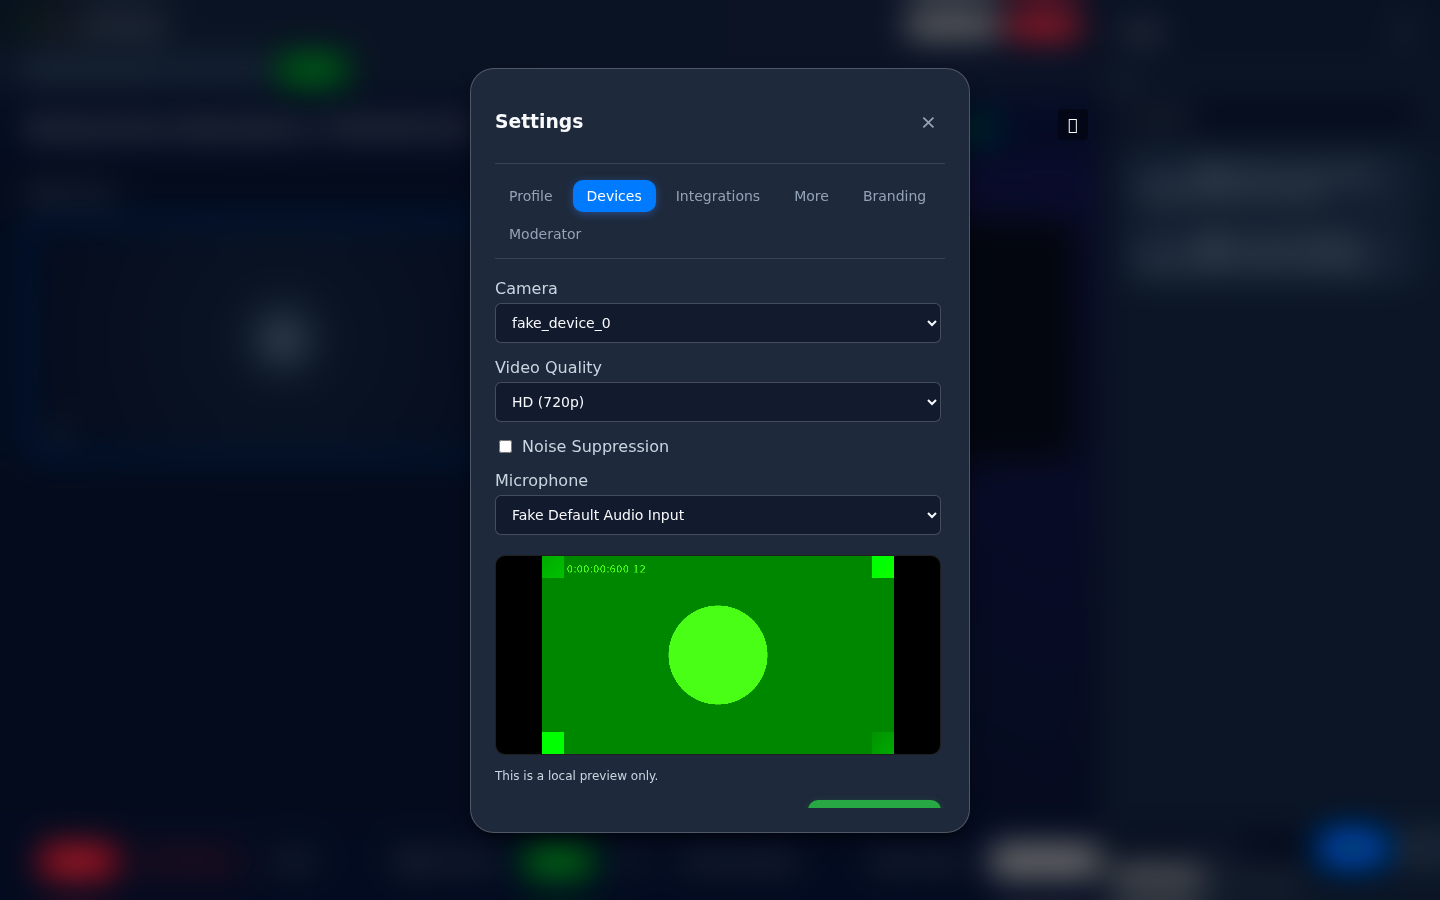 Settings
×
Profile Devices Integrations More Branding
Moderator
Camera
fake_device_0
Video Quality
HD (720p)
Noise Suppression
Microphone
Fake Default Audio Input
0:00:00:600 12
This is a local preview only.